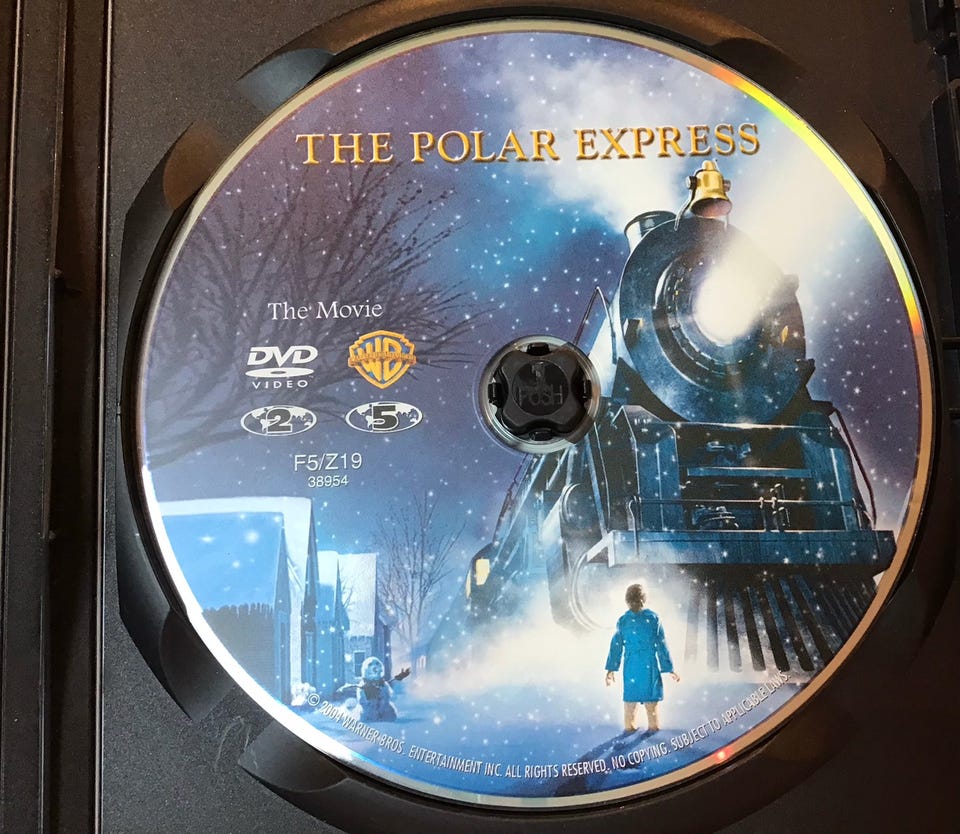 THE POLAR EXPRESS
The Movie
DVD
VIDEO
WB
2 5
F5/Z19
38954
PUSH
© 2004 WARNER BROS. ENTERTAINMENT INC. ALL RIGHTS RESERVED. NO COPYING. SUBJECT TO APPLICABLE LAWS.